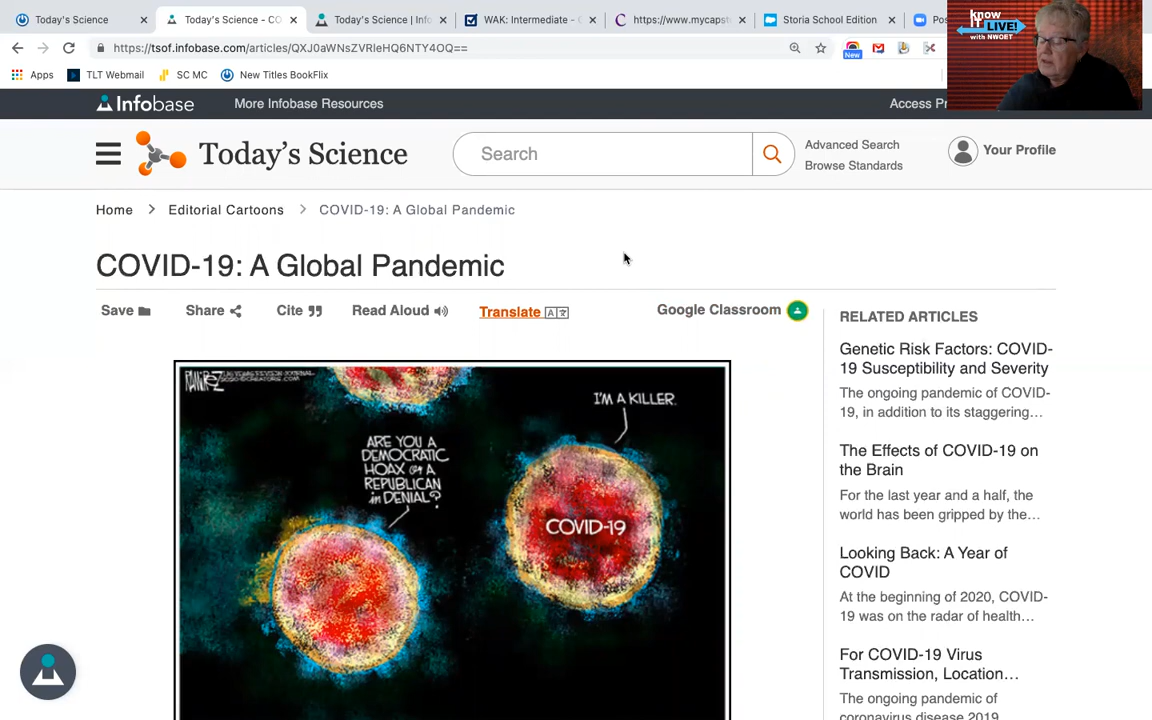 Today's Science
Today's Science - CO
Today's Science | Info
WAK: Intermediate -
https://www.mycapst
Storia School Edition
Pos
https://tsof.infobase.com/articles/QXJ0aWNsZVRleHQ6NTY4OQ==
New
Apps
TLT Webmail
SC MC
New Titles BookFlix
KNOW
IT LIVE!
with NWOET
Infobase
More Infobase Resources
Access Pr
Today's Science
Search
Advanced Search
Browse Standards
Your Profile
Home > Editorial Cartoons > COVID-19: A Global Pandemic
COVID-19: A Global Pandemic
Save
Share
Cite
Read Aloud
Translate
Google Classroom
RAMIREZ
I'M A KILLER.
ARE YOU A
DEMOCRATIC
HOAX or A
REPUBLICAN
in DENIAL?
COVID-19
RELATED ARTICLES
Genetic Risk Factors: COVID-
19 Susceptibility and Severity
The ongoing pandemic of COVID-
19, in addition to its staggering…
The Effects of COVID-19 on
the Brain
For the last year and a half, the
world has been gripped by the…
Looking Back: A Year of
COVID
At the beginning of 2020, COVID-
19 was on the radar of health…
For COVID-19 Virus
Transmission, Location…
The ongoing pandemic of
coronavirus disease 2019